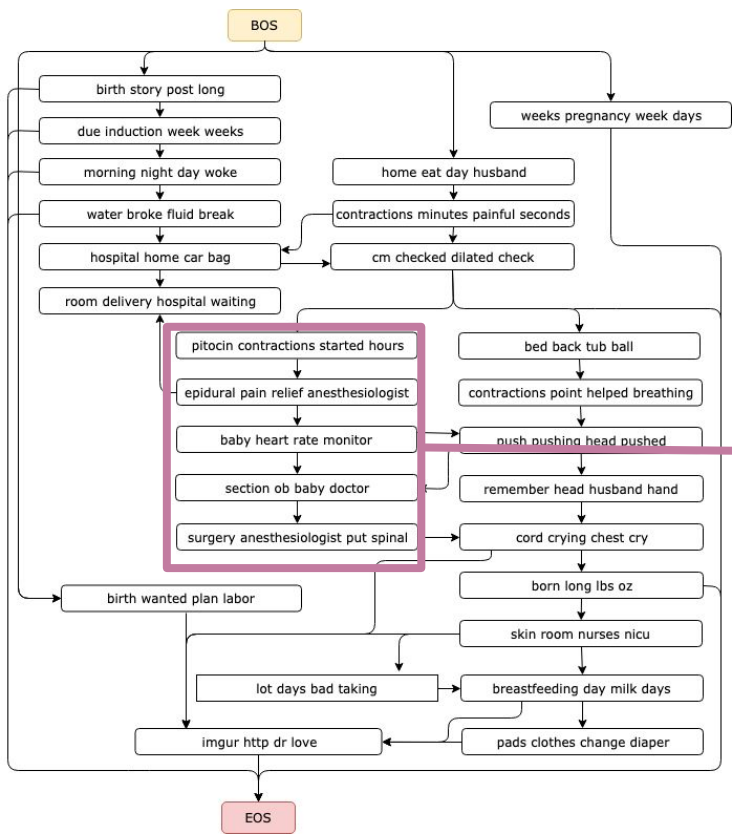 BOS
birth story post long
weeks pregnancy week days
due induction week weeks
morning night day woke
home eat day husband
water broke fluid break
contractions minutes painful seconds
hospital home car bag
cm checked dilated check
room delivery hospital waiting
pitocin contractions started hours
bed back tub ball
epidural pain relief anesthesiologist
contractions point helped breathing
baby heart rate monitor
push pushing head pushed
section ob baby doctor
remember head husband hand
surgery anesthesiologist put spinal
cord crying chest cry
born long lbs oz
birth wanted plan labor
skin room nurses nicu
lot days bad taking
breastfeeding day milk days
imgur http dr love
pads clothes change diaper
EOS